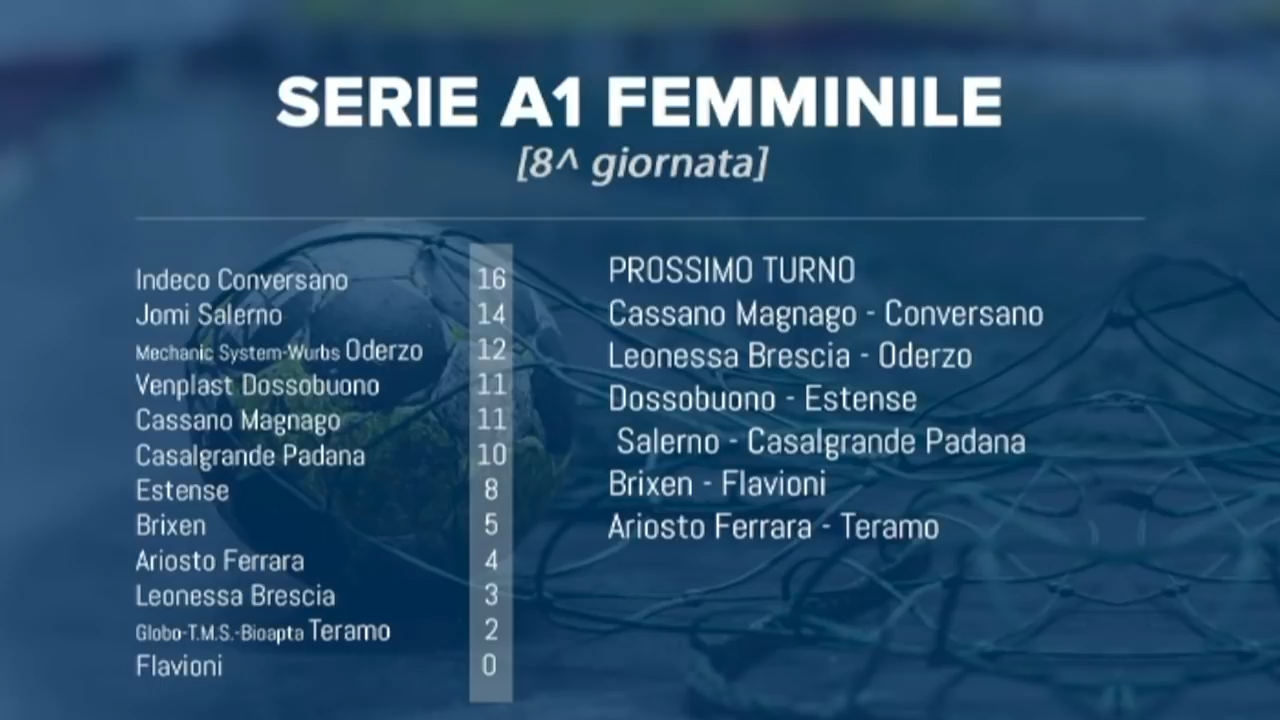 SERIE A1 FEMMINILE
[8^ giornata]
Indeco Conversano 16
Jomi Salerno 14
Mechanic System-Wurbs Oderzo 12
Venplast Dossobuono 11
Cassano Magnago 11
Casalgrande Padana 10
Estense 8
Brixen 5
Ariosto Ferrara 4
Leonessa Brescia 3
Globo-T.M.S.-Bioapta Teramo 2
Flavioni 0
PROSSIMO TURNO
Cassano Magnago - Conversano
Leonessa Brescia - Oderzo
Dossobuono - Estense
Salerno - Casalgrande Padana
Brixen - Flavioni
Ariosto Ferrara - Teramo